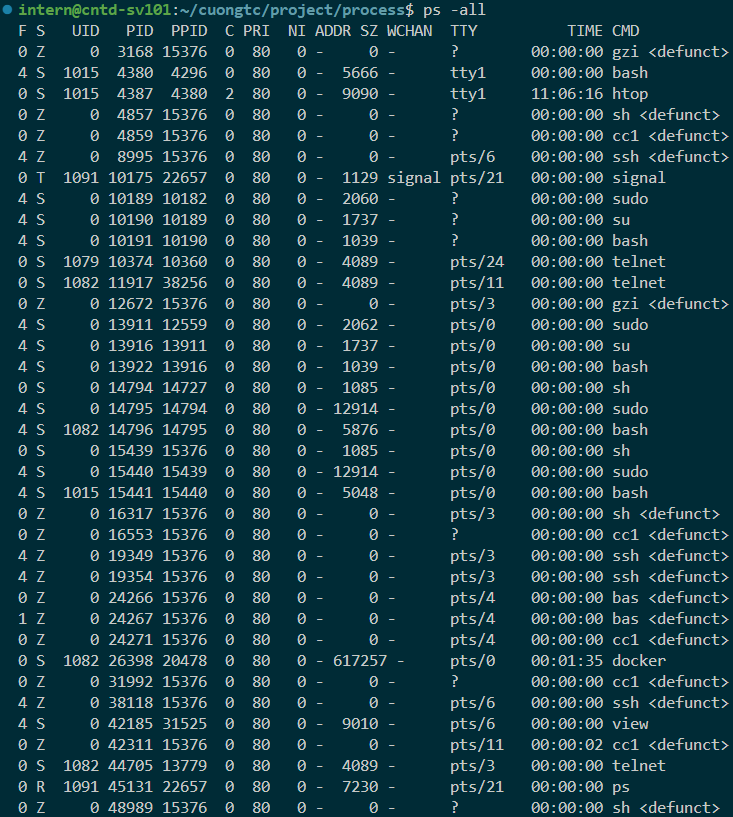 intern@cntd-sv101:~/cuongtc/project/process$ ps -all
F S   UID   PID  PPID  C PRI  NI ADDR SZ WCHAN  TTY          TIME CMD
0 Z     0  3168 15376  0  80   0 -     0 -      ?        00:00:00 gzi <defunct>
4 S  1015  4380  4296  0  80   0 -  5666 -      tty1     00:00:00 bash
0 S  1015  4387  4380  2  80   0 -  9090 -      tty1     11:06:16 htop
0 Z     0  4857 15376  0  80   0 -     0 -      ?        00:00:00 sh <defunct>
0 Z     0  4859 15376  0  80   0 -     0 -      ?        00:00:00 cc1 <defunct>
4 Z     0  8995 15376  0  80   0 -     0 -      pts/6    00:00:00 ssh <defunct>
0 T  1091 10175 22657  0  80   0 -  1129 signal pts/21   00:00:00 signal
4 S     0 10189 10182  0  80   0 -  2060 -      ?        00:00:00 sudo
4 S     0 10190 10189  0  80   0 -  1737 -      ?        00:00:00 su
4 S     0 10191 10190  0  80   0 -  1039 -      ?        00:00:00 bash
0 S  1079 10374 10360  0  80   0 -  4089 -      pts/24   00:00:00 telnet
0 S  1082 11917 38256  0  80   0 -  4089 -      pts/11   00:00:00 telnet
0 Z     0 12672 15376  0  80   0 -     0 -      pts/3    00:00:00 gzi <defunct>
4 S     0 13911 12559  0  80   0 -  2062 -      pts/0    00:00:00 sudo
4 S     0 13916 13911  0  80   0 -  1737 -      pts/0    00:00:00 su
4 S     0 13922 13916  0  80   0 -  1039 -      pts/0    00:00:00 bash
0 S     0 14794 14727  0  80   0 -  1085 -      pts/0    00:00:00 sh
4 S     0 14795 14794  0  80   0 - 12914 -      pts/0    00:00:00 sudo
4 S  1082 14796 14795  0  80   0 -  5876 -      pts/0    00:00:00 bash
0 S     0 15439 15376  0  80   0 -  1085 -      pts/0    00:00:00 sh
4 S     0 15440 15439  0  80   0 - 12914 -      pts/0    00:00:00 sudo
4 S  1015 15441 15440  0  80   0 -  5048 -      pts/0    00:00:00 bash
0 Z     0 16317 15376  0  80   0 -     0 -      pts/3    00:00:00 sh <defunct>
0 Z     0 16553 15376  0  80   0 -     0 -      ?        00:00:00 cc1 <defunct>
4 Z     0 19349 15376  0  80   0 -     0 -      pts/3    00:00:00 ssh <defunct>
4 Z     0 19354 15376  0  80   0 -     0 -      pts/3    00:00:00 ssh <defunct>
0 Z     0 24266 15376  0  80   0 -     0 -      pts/4    00:00:00 bas <defunct>
1 Z     0 24267 15376  0  80   0 -     0 -      pts/4    00:00:00 bas <defunct>
0 Z     0 24271 15376  0  80   0 -     0 -      pts/4    00:00:00 cc1 <defunct>
0 S  1082 26398 20478  0  80   0 - 617257 -     pts/0    00:01:35 docker
0 Z     0 31992 15376  0  80   0 -     0 -      ?        00:00:00 cc1 <defunct>
4 Z     0 38118 15376  0  80   0 -     0 -      pts/6    00:00:00 ssh <defunct>
4 S     0 42185 31525  0  80   0 -  9010 -      pts/6    00:00:00 view
0 Z     0 42311 15376  0  80   0 -     0 -      pts/11   00:00:02 cc1 <defunct>
0 S  1082 44705 13779  0  80   0 -  4089 -      pts/3    00:00:00 telnet
0 R  1091 45131 22657  0  80   0 -  7230 -      pts/21   00:00:00 ps
0 Z     0 48989 15376  0  80   0 -     0 -      ?        00:00:00 sh <defunct>